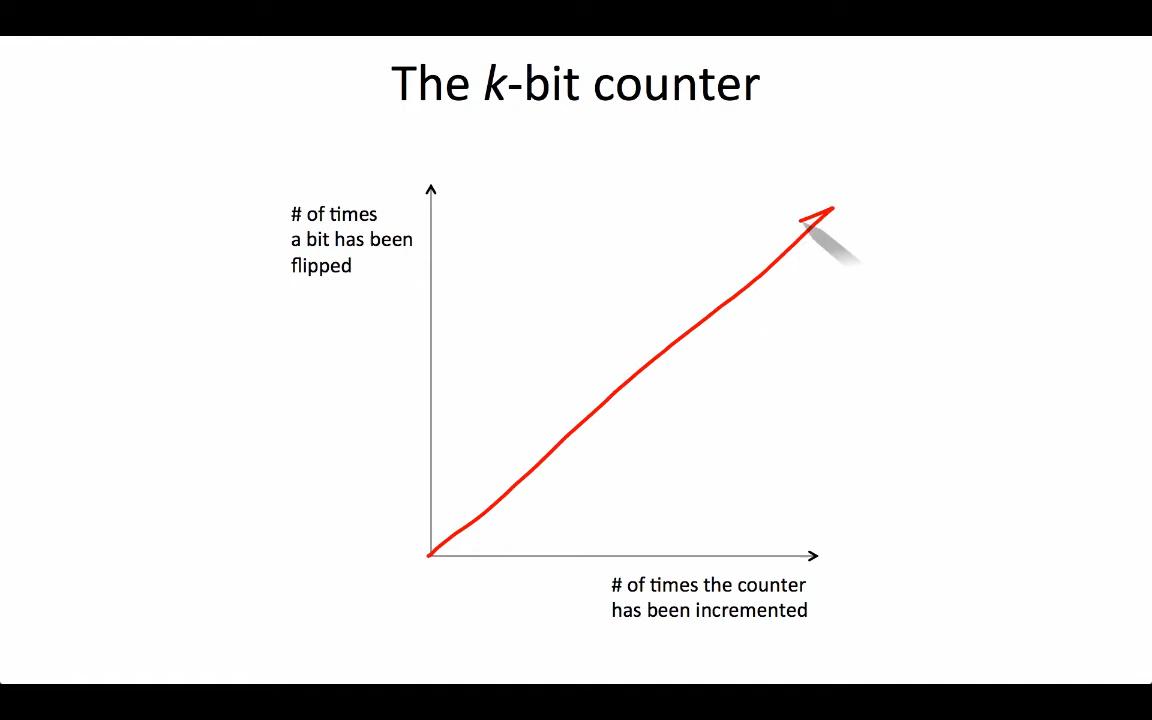 The k-bit counter
# of times
a bit has been
flipped
# of times the counter
has been incremented